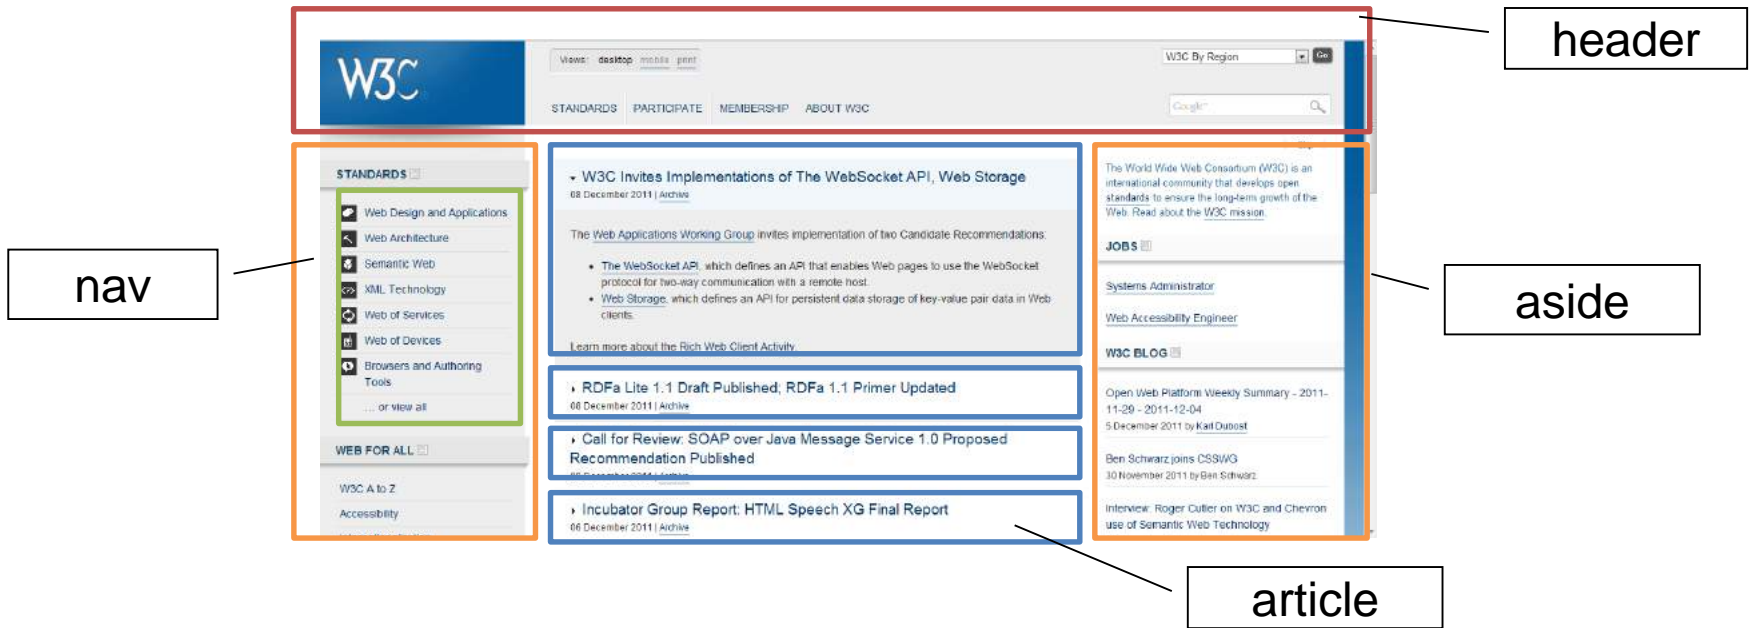 header
W3C
Views: desktop mobile print
W3C By Region
Go
STANDARDS PARTICIPATE MEMBERSHIP ABOUT W3C
Google
nav
STANDARDS
Web Design and Applications
Web Architecture
Semantic Web
XML Technology
Web of Services
Web of Devices
Browsers and Authoring
Tools
... or view all
WEB FOR ALL
W3C A to Z
Accessibility
W3C Invites Implementations of The WebSocket API, Web Storage
08 December 2011 | Archive
The Web Applications Working Group invites implementation of two Candidate Recommendations:
• The WebSocket API, which defines an API that enables Web pages to use the WebSocket
protocol for two-way communication with a remote host.
• Web Storage, which defines an API for persistent data storage of key-value pair data in Web
clients.
Learn more about the Rich Web Client Activity.
RDFa Lite 1.1 Draft Published; RDFa 1.1 Primer Updated
08 December 2011 | Archive
Call for Review: SOAP over Java Message Service 1.0 Proposed
Recommendation Published
08 December 2011 | Archive
Incubator Group Report: HTML Speech XG Final Report
06 December 2011 | Archive
The World Wide Web Consortium (W3C) is an
international community that develops open
standards to ensure the long-term growth of the
Web. Read about the W3C mission.
JOBS
Systems Administrator
Web Accessibility Engineer
W3C BLOG
Open Web Platform Weekly Summary - 2011-
11-29 - 2011-12-04
5 December 2011 by Karl Dubost
Ben Schwarz joins CSSWG
30 November 2011 by Ben Schwarz
Interview: Roger Cutler on W3C and Chevron
use of Semantic Web Technology
aside
article